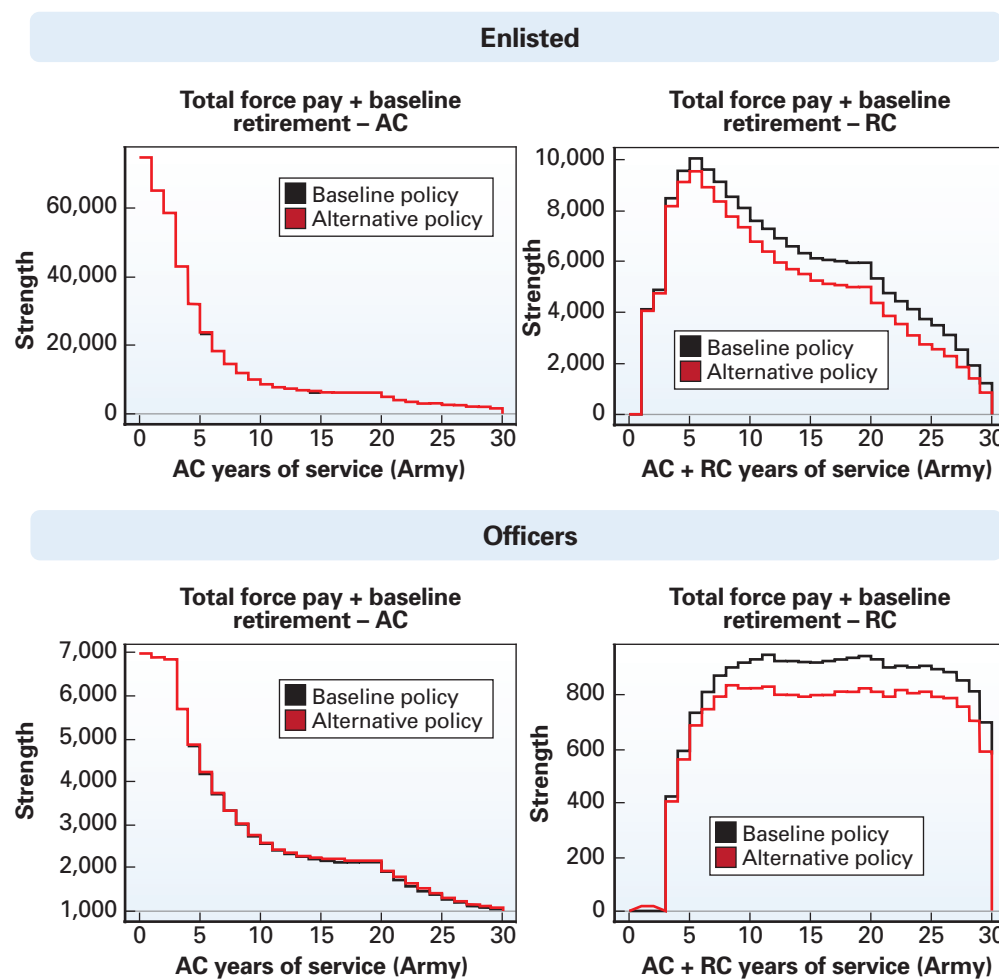 Enlisted
Total force pay + baseline
retirement – AC
Strength
60,000
40,000
20,000
0
Baseline policy
Alternative policy
0 5 10 15 20 25 30
AC years of service (Army)
Total force pay + baseline
retirement – RC
Strength
10,000
8,000
6,000
4,000
2,000
0
Baseline policy
Alternative policy
0 5 10 15 20 25 30
AC + RC years of service (Army)
Officers
Total force pay + baseline
retirement – AC
Strength
7,000
6,000
5,000
4,000
3,000
2,000
1,000
Baseline policy
Alternative policy
0 5 10 15 20 25 30
AC years of service (Army)
Total force pay + baseline
retirement – RC
Strength
800
600
400
200
0
Baseline policy
Alternative policy
0 5 10 15 20 25 30
AC + RC years of service (Army)